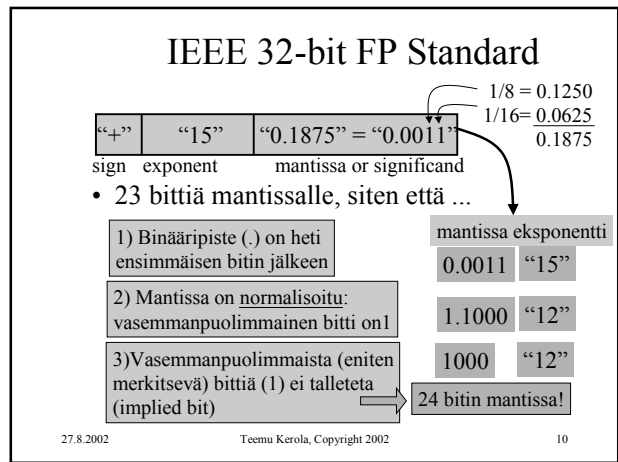 IEEE 32-bit FP Standard
1/8 = 0.1250
1/16= 0.0625
0.1875
“+” “15” “0.1875” = “0.0011”
sign exponent mantissa or significand
• 23 bittiä mantissalle, siten että ...
1) Binääripiste (.) on heti
ensimmäisen bitin jälkeen
2) Mantissa on normalisoitu:
vasemmanpuolimmainen bitti on1
3)Vasemmanpuolimmaista (eniten
merkitsevä) bittiä (1) ei talleteta
(implied bit)
mantissa eksponentti
0.0011 “15”
1.1000 “12”
1000 “12”
24 bitin mantissa!
27.8.2002 Teemu Kerola, Copyright 2002 10